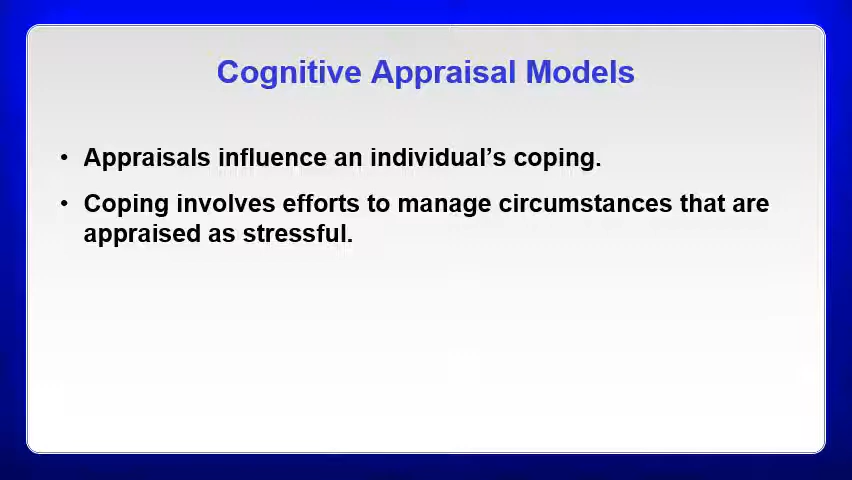 Cognitive Appraisal Models
• Appraisals influence an individual’s coping.
• Coping involves efforts to manage circumstances that are
appraised as stressful.